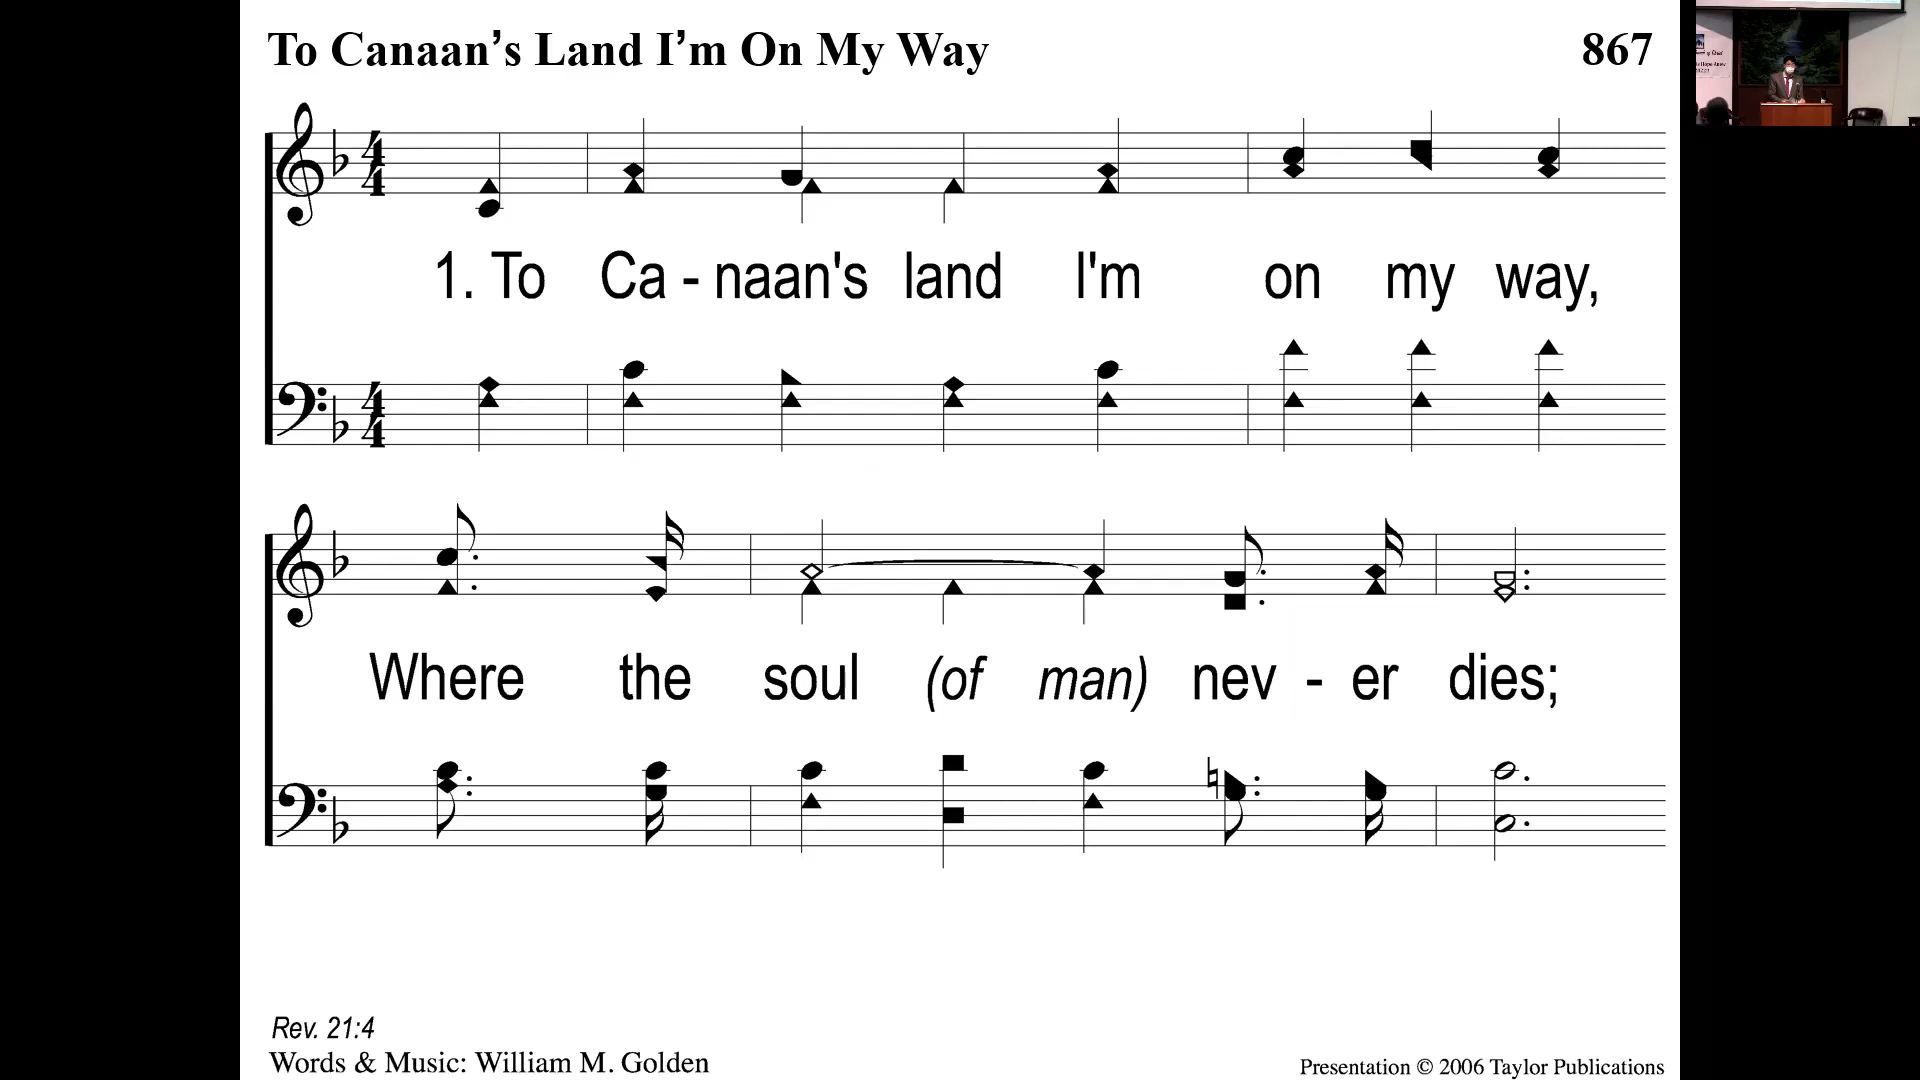 To Canaan’s Land I’m On My Way 867
1. To Ca - naan's land I'm on my way,
Where the soul (of man) nev - er dies;
Rev. 21:4
Words & Music: William M. Golden
Presentation © 2006 Taylor Publications